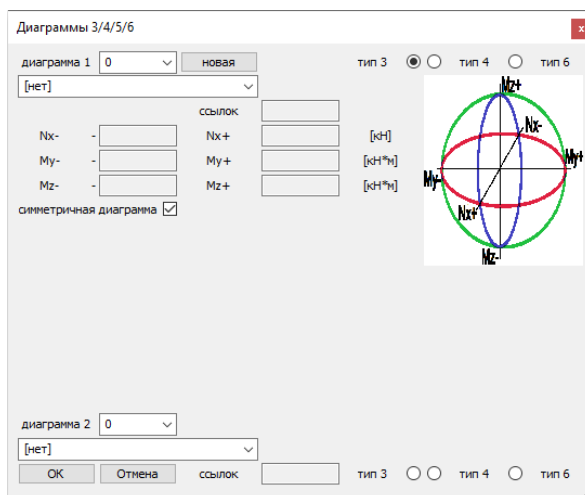 Диаграммы 3/4/5/6 x
диаграмма 1 0 новая тип 3 тип 4 тип 6
[нет]
ссылок
Nx- - Nx+ [кН]
My- - My+ [кН*м]
Mz- - Mz+ [кН*м]
симметричная диаграмма
Mz+
Nx-
My+
My-
Nx+
Mz-
диаграмма 2 0
[нет]
OK Отмена ссылок тип 3 тип 4 тип 6